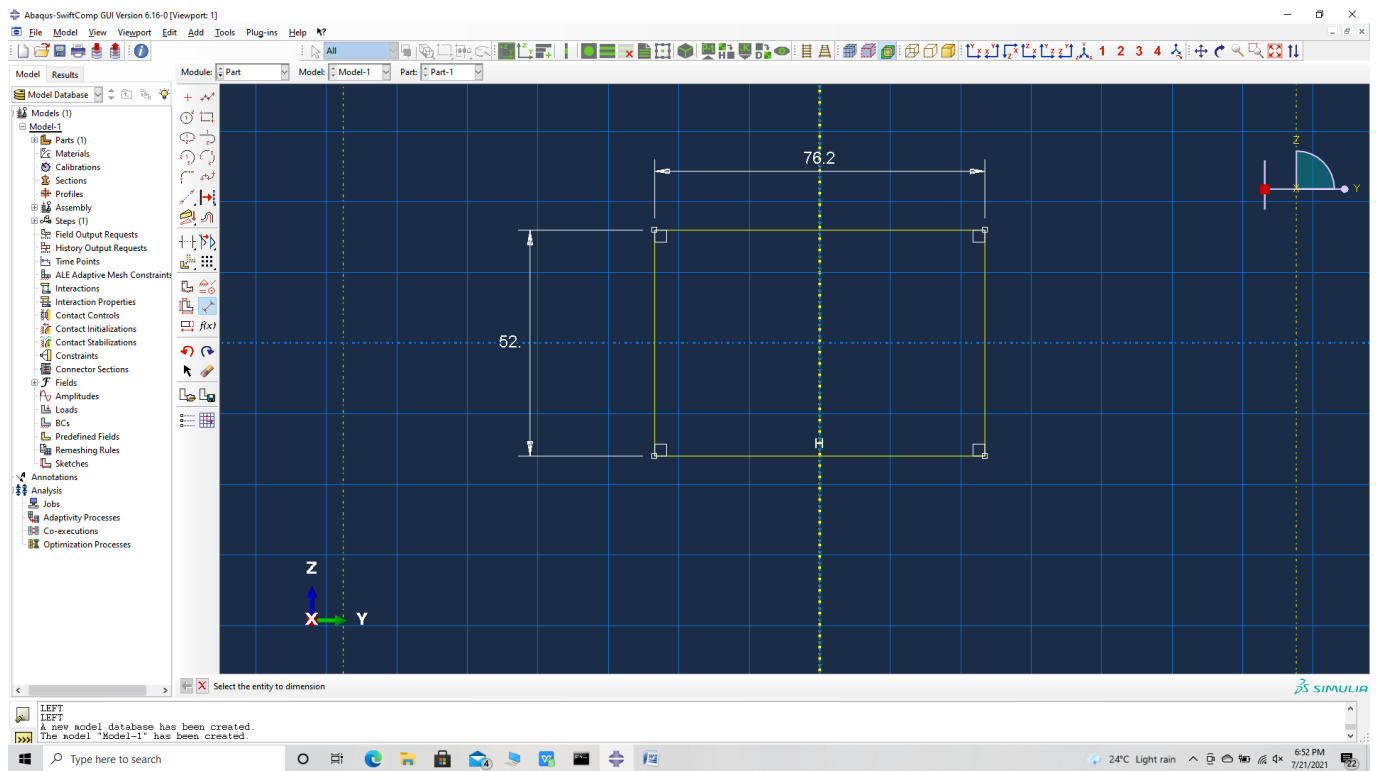 Abaqus-SwiftComp GUI Version 6.16-0 [Viewport: 1]
File Model View Viewport Edit Add Tools Plug-ins Help
All
1 2 3 4
Model Results
Module: Part Model: Model-1 Part: Part-1
Model Database
Models (1)
Model-1
Parts (1)
Materials
Calibrations
Sections
Profiles
Assembly
Steps (1)
Field Output Requests
History Output Requests
Time Points
ALE Adaptive Mesh Constraints
Interactions
Interaction Properties
Contact Controls
Contact Initializations
Contact Stabilizations
Constraints
Connector Sections
Fields
Amplitudes
Loads
BCs
Predefined Fields
Remeshing Rules
Sketches
Annotations
Analysis
Jobs
Adaptivity Processes
Co-executions
Optimization Processes
f(x)
76.2
52.
H
Z
X Y
Z
X Y
Select the entity to dimension
SIMULIA
LEFT
LEFT
A new model database has been created.
The model "Model-1" has been created.
Type here to search
4
24°C Light rain
6:52 PM
7/21/2021
22